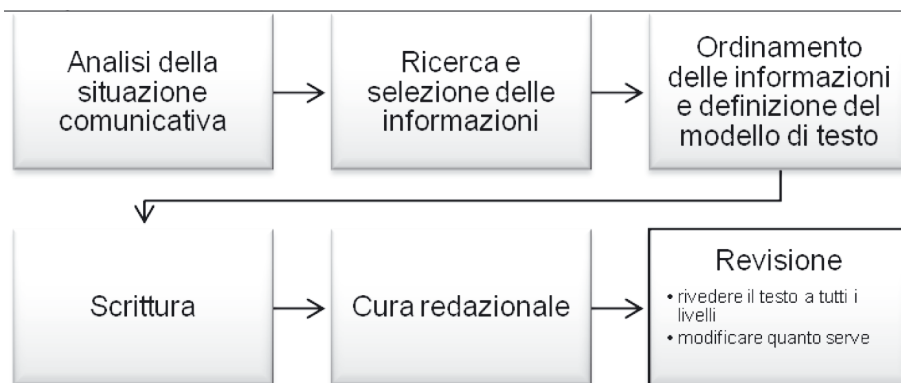 Analisi della
situazione
comunicativa
Ricerca e
selezione delle
informazioni
Ordinamento
delle informazioni
e definizione del
modello di testo
Scrittura
Cura redazionale
Revisione
• rivedere il testo a tutti i
livelli
• modificare quanto serve